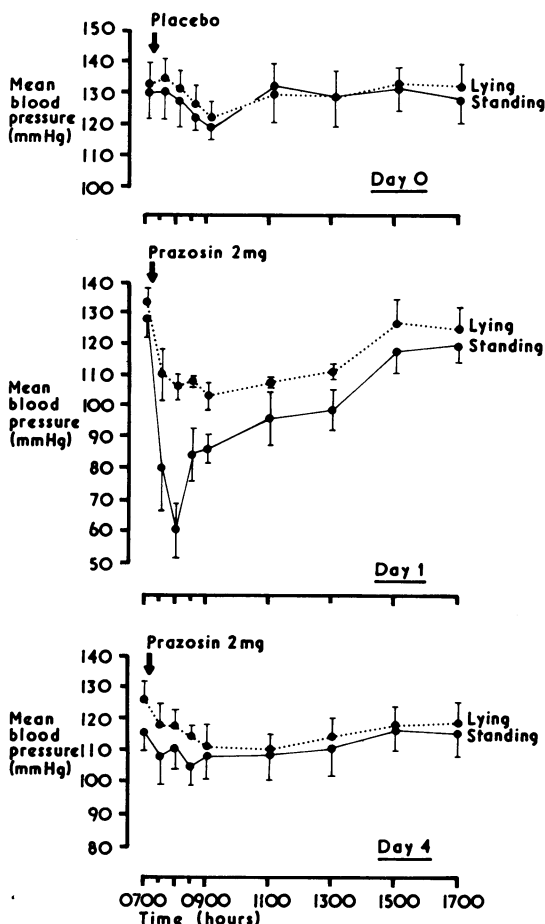 Placebo
150
140
130
120
110
100
Mean
blood
pressure
(mmHg)
Lying
Standing
Day 0
Prazosin 2mg
140
130
120
110
100
90
80
70
60
50
Mean
blood
pressure
(mmHg)
Lying
Standing
Day 1
Prazosin 2mg
140
130
120
110
100
90
80
Mean
blood
pressure
(mmHg)
Lying
Standing
Day 4
0700 0900 1100 1300 1500 1700
Time (hours)